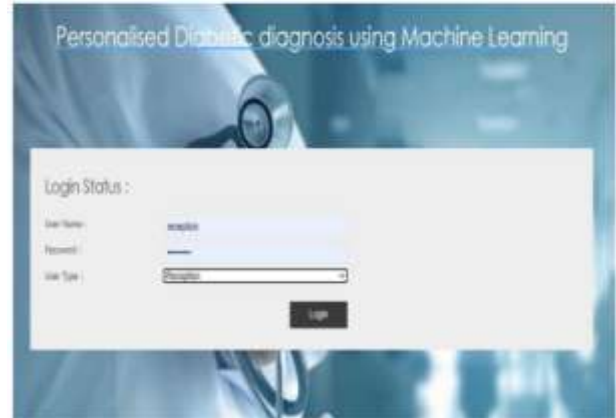 Personalised Diabetic diagnosis using Machine Learning
Login Status :
User Name :
reception
Password :
User Type :
Reception
Login